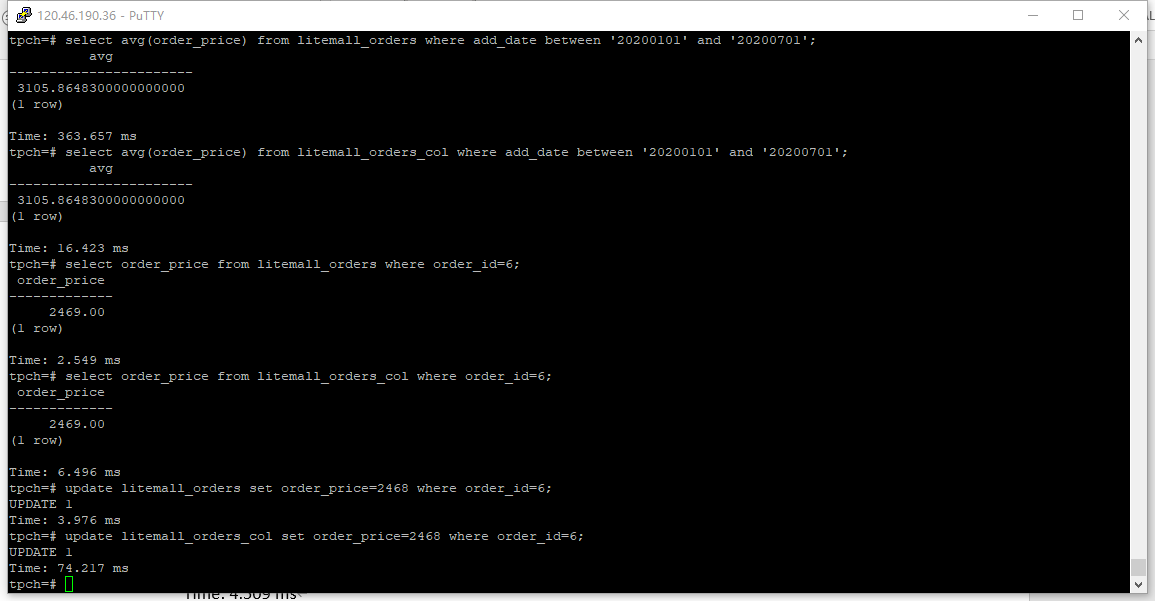 120.46.190.36 - PuTTY
tpch=# select avg(order_price) from litemall_orders where add_date between '20200101' and '20200701';
avg
-----------------------
3105.8648300000000000
(1 row)
Time: 363.657 ms
tpch=# select avg(order_price) from litemall_orders_col where add_date between '20200101' and '20200701';
avg
-----------------------
3105.8648300000000000
(1 row)
Time: 16.423 ms
tpch=# select order_price from litemall_orders where order_id=6;
order_price
-------------
2469.00
(1 row)
Time: 2.549 ms
tpch=# select order_price from litemall_orders_col where order_id=6;
order_price
-------------
2469.00
(1 row)
Time: 6.496 ms
tpch=# update litemall_orders set order_price=2468 where order_id=6;
UPDATE 1
Time: 3.976 ms
tpch=# update litemall_orders_col set order_price=2468 where order_id=6;
UPDATE 1
Time: 74.217 ms
tpch=#
Time: 4.509 ms